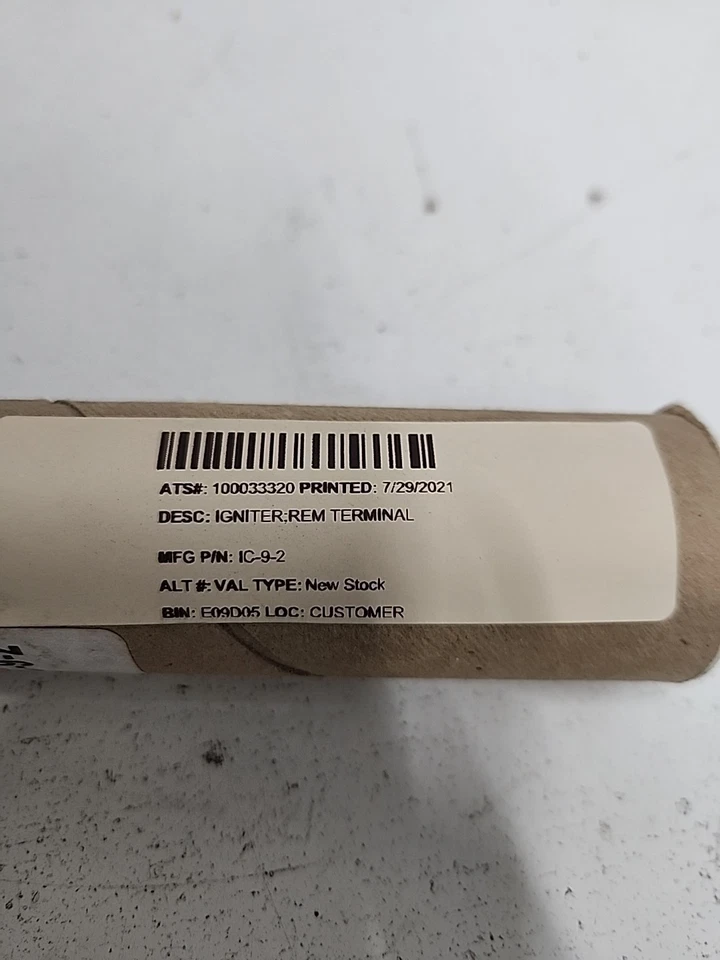 ATS#: 100033320 PRINTED: 7/29/2021
DESC: IGNITER;REM TERMINAL
MFG P/N: IC-9-2
ALT #: VAL TYPE: New Stock
BIN: E09D05 LOC: CUSTOMER